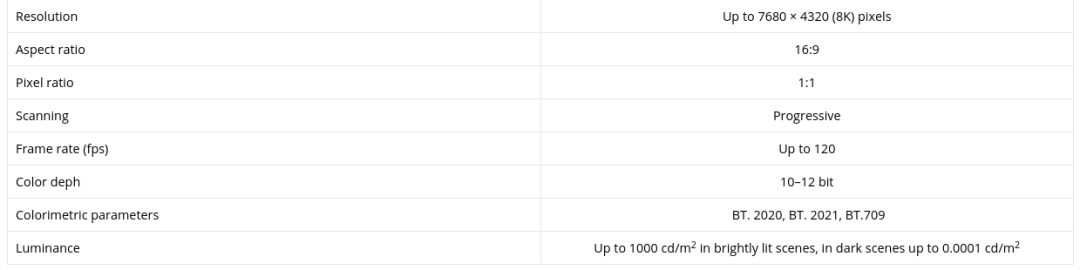 Resolution Up to 7680 × 4320 (8K) pixels
Aspect ratio 16:9
Pixel ratio 1:1
Scanning Progressive
Frame rate (fps) Up to 120
Color deph 10–12 bit
Colorimetric parameters BT. 2020, BT. 2021, BT.709
Luminance Up to 1000 cd/m² in brightly lit scenes, in dark scenes up to 0.0001 cd/m²